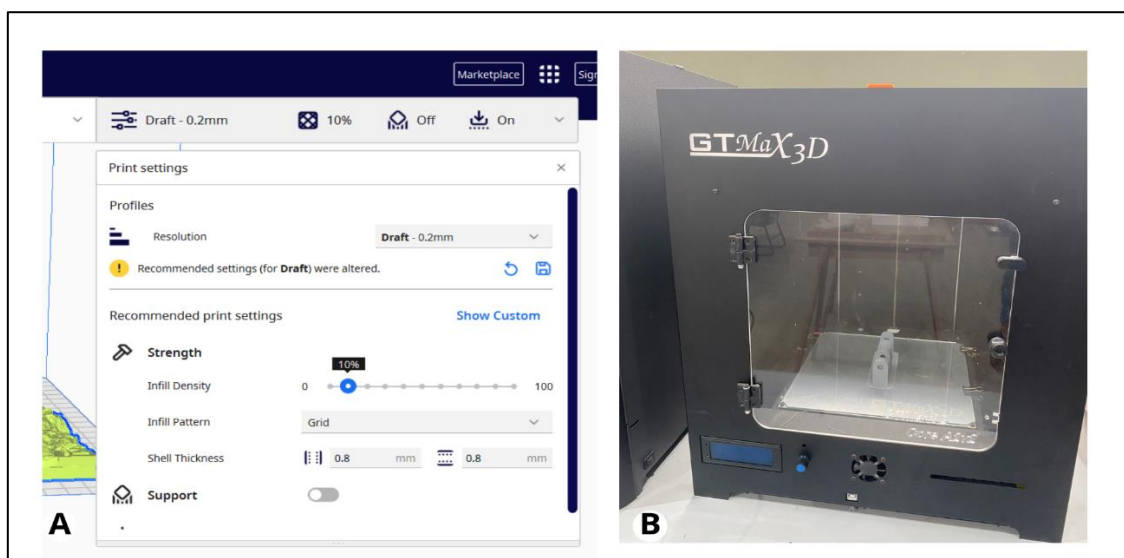 Marketplace
Sign
Draft - 0.2mm 10% Off On
Print settings
Profiles
Resolution Draft - 0.2mm
Recommended settings (for Draft) were altered.
Recommended print settings Show Custom
Strength
10%
Infill Density 0 100
Infill Pattern Grid
Shell Thickness 0.8 mm 0.8 mm
Support
A
GTMaX3D
Core A2v2
B